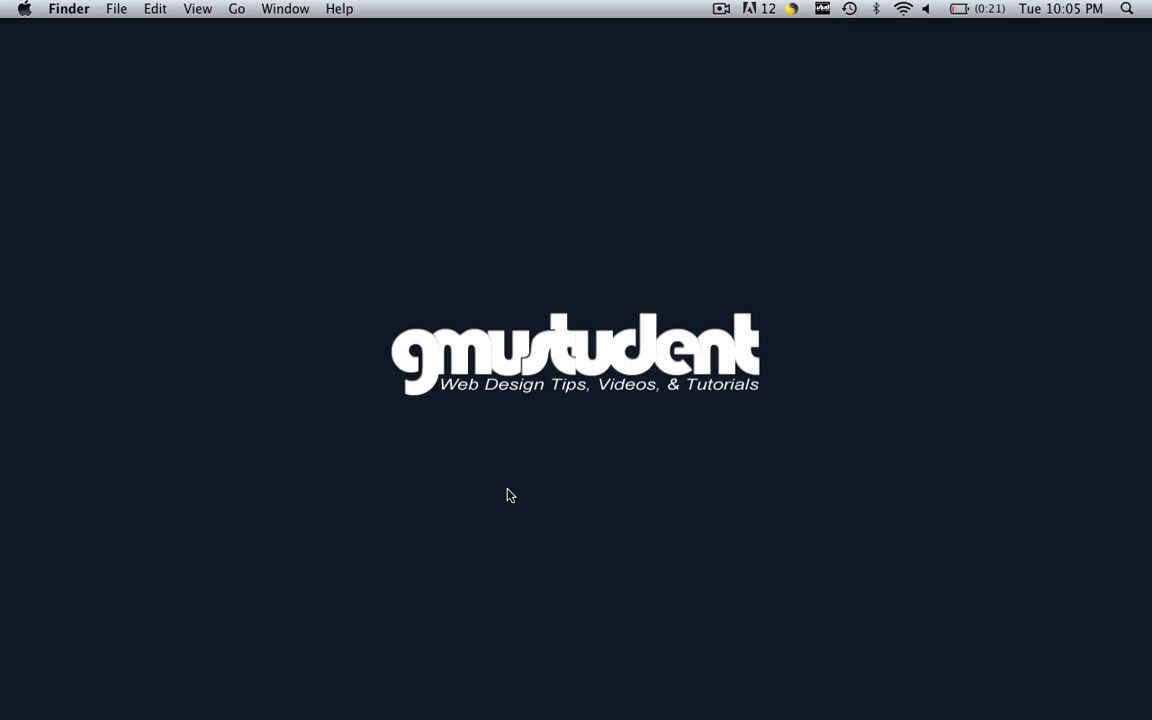 Finder File Edit View Go Window Help 12 (0:21) Tue 10:05 PM
gmustudent
Web Design Tips, Videos, & Tutorials